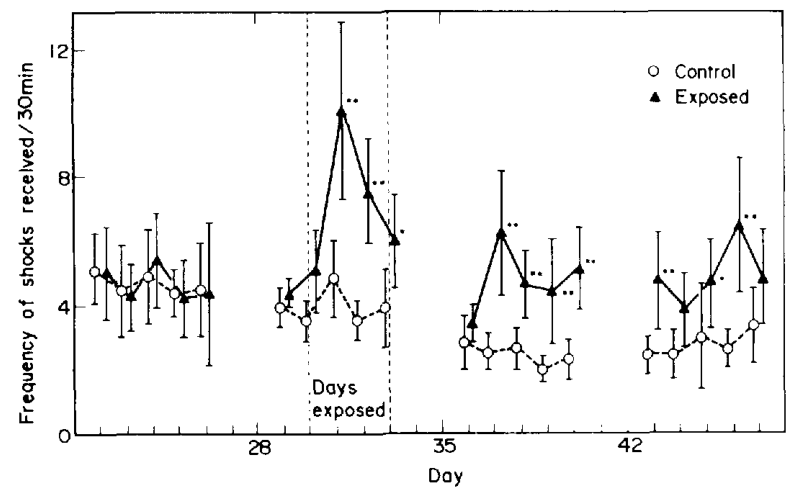 Frequency of shocks received/30min
12
8
4
0
Control
Exposed
**
**
*
**
**
**
**
**
*
**
Days
exposed
28
35
42
Day